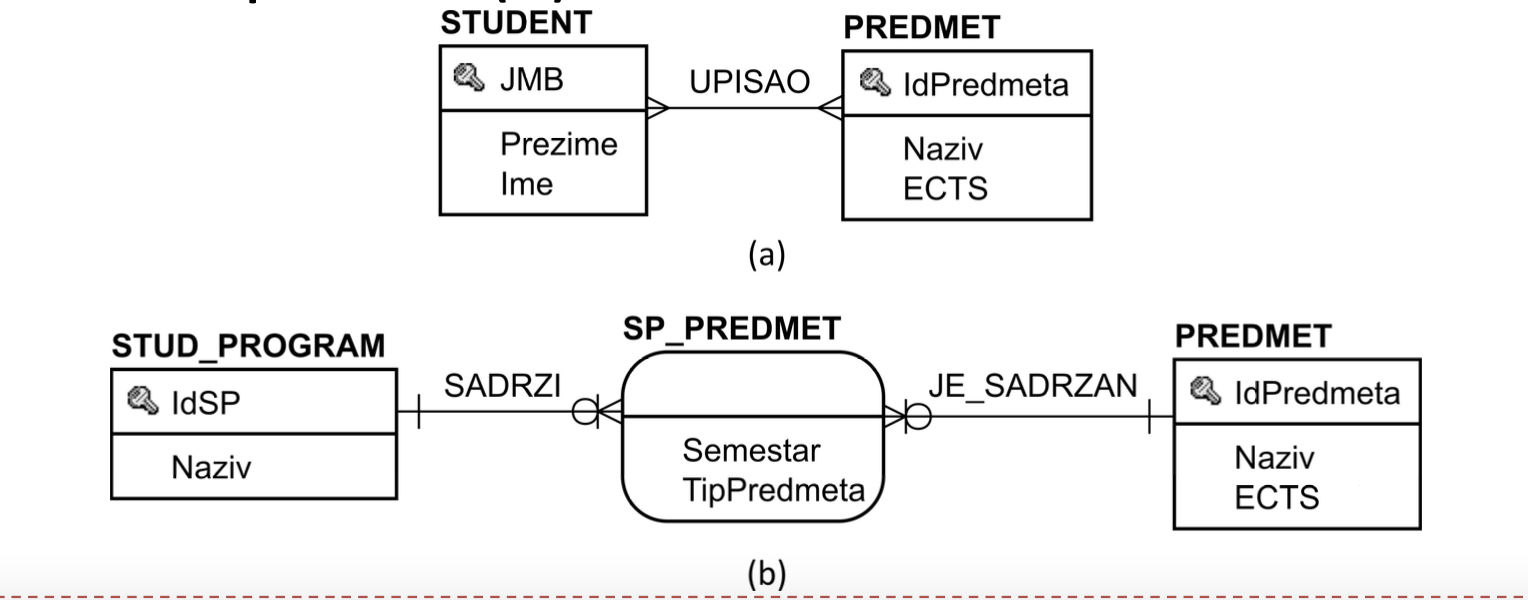 STUDENT
JMB
Prezime
Ime
UPISAO
PREDMET
IdPredmeta
Naziv
ECTS
(a)
STUD_PROGRAM
IdSP
Naziv
SADRZI
SP_PREDMET
Semestar
TipPredmeta
JE_SADRZAN
PREDMET
IdPredmeta
Naziv
ECTS
(b)